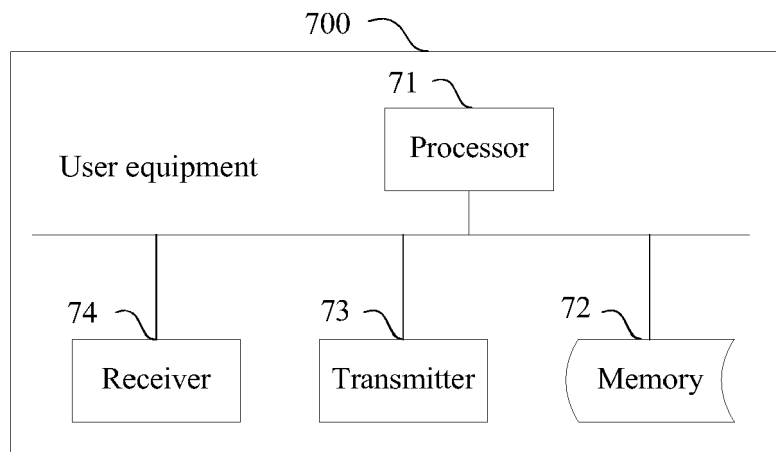 700
71
Processor
User equipment
74
73
72
Receiver
Transmitter
Memory